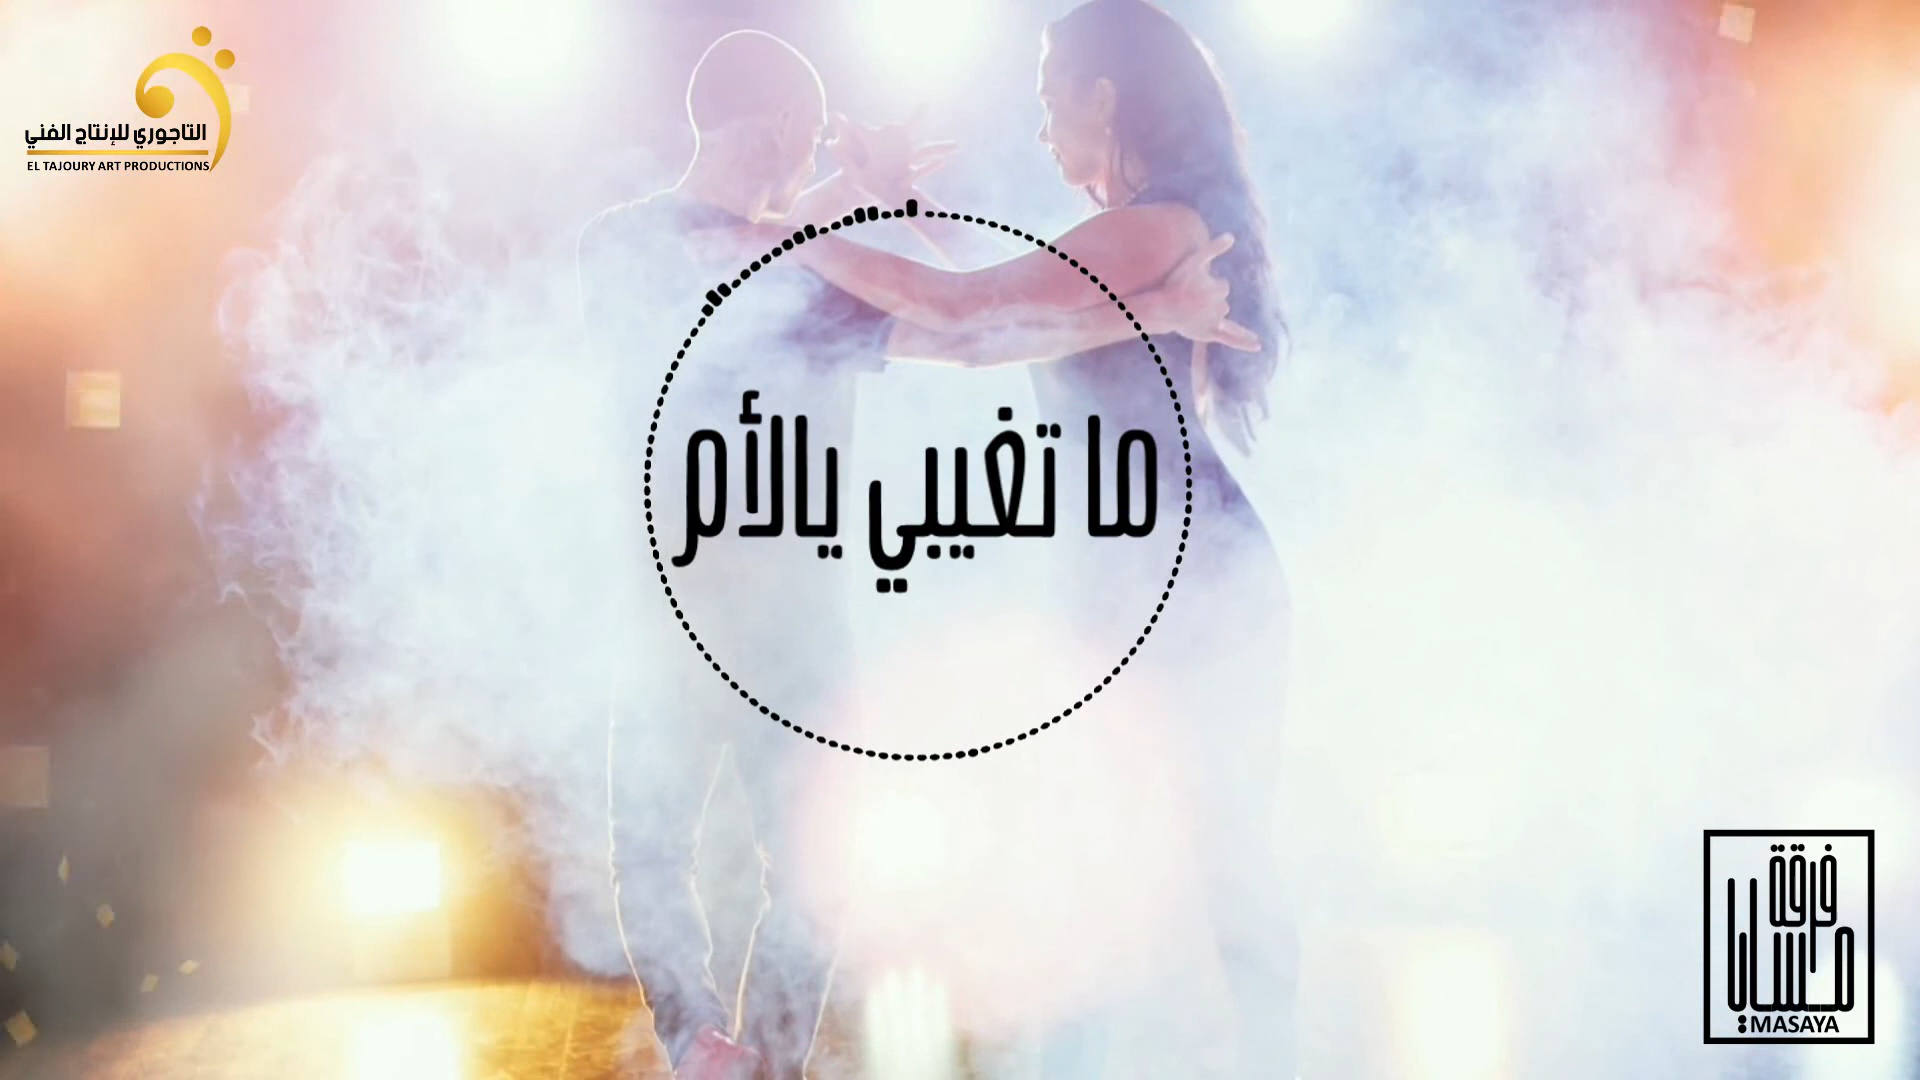 التاجوري للإنتاج الفني
EL TAJOURY ART PRODUCTIONS
ما تغيبي يالأم
فرقة
مسايا
MASAYA